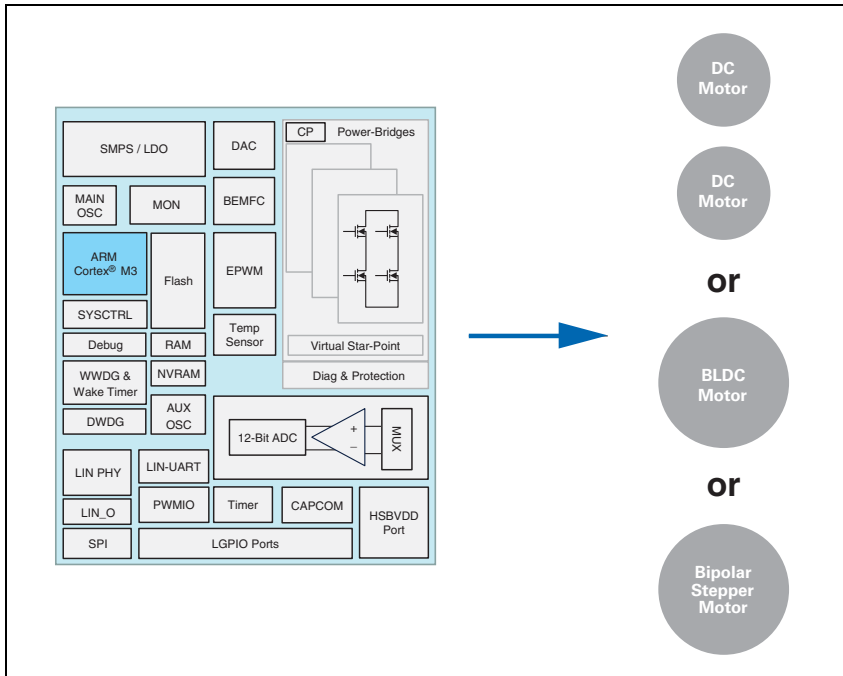 SMPS / LDO
DAC
CP
Power-Bridges
MAIN
OSC
MON
BEMFC
ARM
Cortex® M3
Flash
EPWM
SYSCTRL
Temp
Sensor
Debug
RAM
Virtual Star-Point
WWDG &
Wake Timer
NVRAM
Diag & Protection
DWDG
AUX
OSC
12-Bit ADC
+
–
MUX
LIN PHY
LIN-UART
LIN_O
PWMIO
Timer
CAPCOM
HSBVDD
Port
SPI
LGPIO Ports
DC
Motor
DC
Motor
or
BLDC
Motor
or
Bipolar
Stepper
Motor